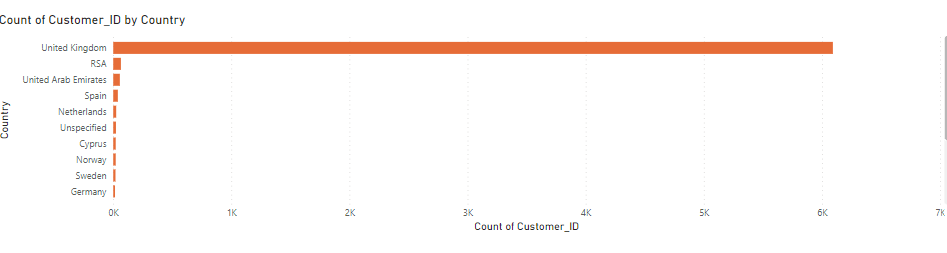 Count of Customer_ID by Country
Country
United Kingdom
RSA
United Arab Emirates
Spain
Netherlands
Unspecified
Cyprus
Norway
Sweden
Germany
0K 1K 2K 3K 4K 5K 6K 7K
Count of Customer_ID